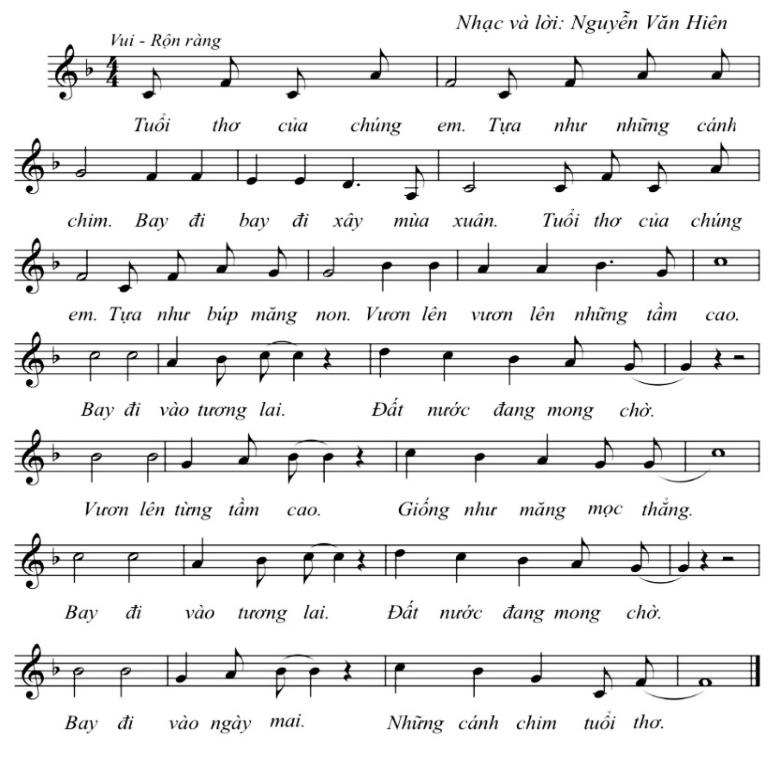 Nhạc và lời: Nguyễn Văn Hiên
Vui - Rộn ràng
4
4
Tuổi thơ của chúng em. Tựa như những cánh
chim. Bay đi bay đi xây mùa xuân. Tuổi thơ của chúng
em. Tựa như búp măng non. Vươn lên vươn lên những tầm cao.
Bay đi vào tương lai. Đất nước đang mong chờ.
Vươn lên từng tầm cao. Giống như măng mọc thẳng.
Bay đi vào tương lai. Đất nước đang mong chờ.
Bay đi vào ngày mai. Những cánh chim tuổi thơ.